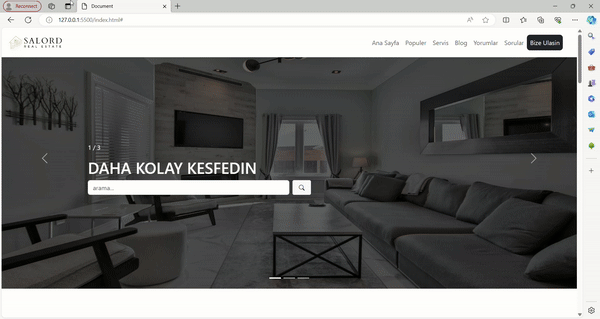 Reconnect
Document
127.0.0.1:5500/index.html#
SALORD
REAL ESTATE
Ana Sayfa Populer Servis Blog Yorumlar Sorular Bize Ulasin
1 / 3
DAHA KOLAY KESFEDIN
arama...